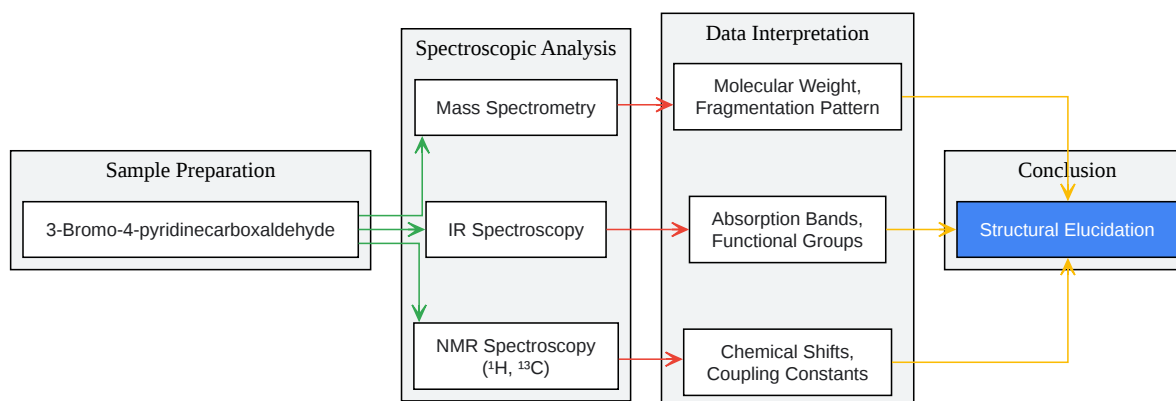 Sample Preparation
3-Bromo-4-pyridinecarboxaldehyde
Spectroscopic Analysis
Mass Spectrometry
IR Spectroscopy
NMR Spectroscopy
(¹H, ¹³C)
Data Interpretation
Molecular Weight,
Fragmentation Pattern
Absorption Bands,
Functional Groups
Chemical Shifts,
Coupling Constants
Conclusion
Structural Elucidation